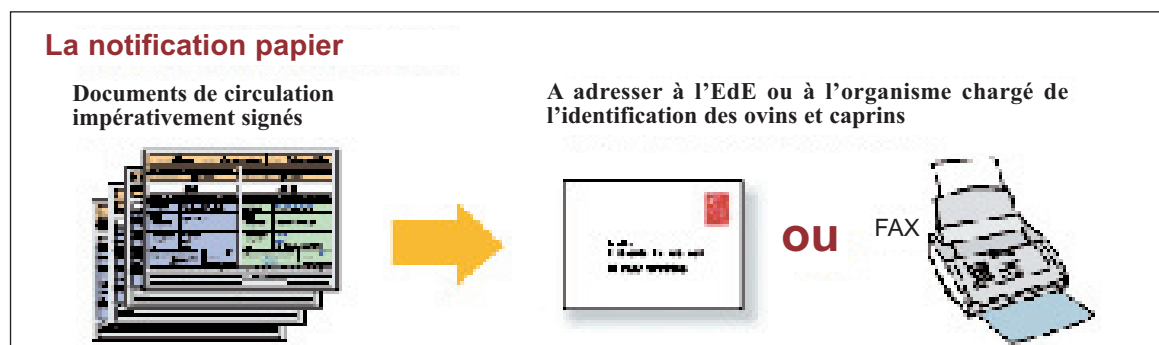 La notification papier
Documents de circulation
impérativement signés
A adresser à l'EdE ou à l'organisme chargé de
l'identification des ovins et caprins
ou
FAX